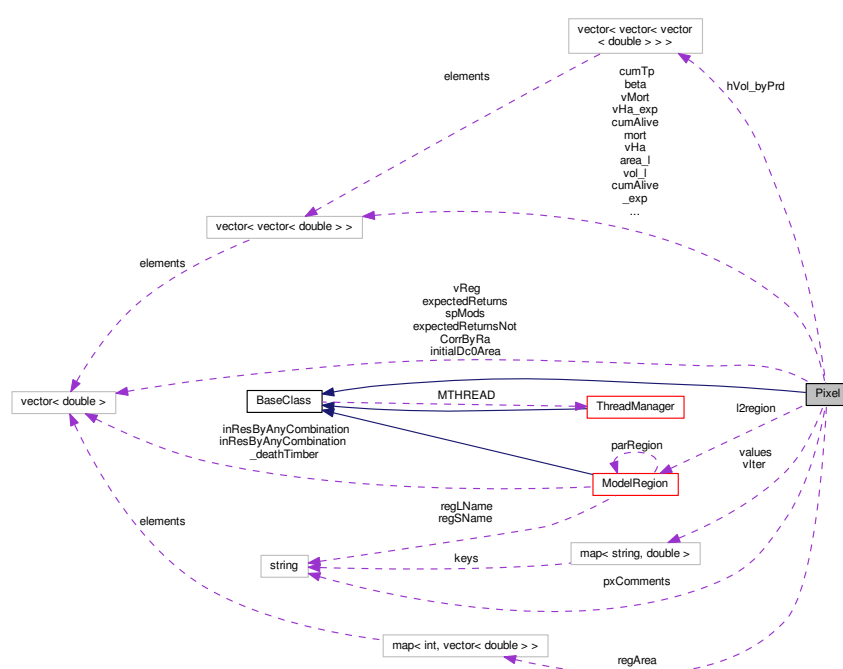 vector< vector< vector
< double > > >
elements
cumTp
beta
vMort
vHa_exp
cumAlive
mort
vHa
area_l
vol_l
cumAlive
_exp
...
hVol_byPrd
vector< vector< double > >
elements
vReg
expectedReturns
spMods
expectedReturnsNot
CorrByRa
initialDc0Area
vector< double >
BaseClass
MTHREAD
ThreadManager
Pixel
l2region
inResByAnyCombination
inResByAnyCombination
_deathTimber
parRegion
ModelRegion
values
vIter
regLName
regSName
elements
string
keys
map< string, double >
pxComments
map< int, vector< double > >
regArea